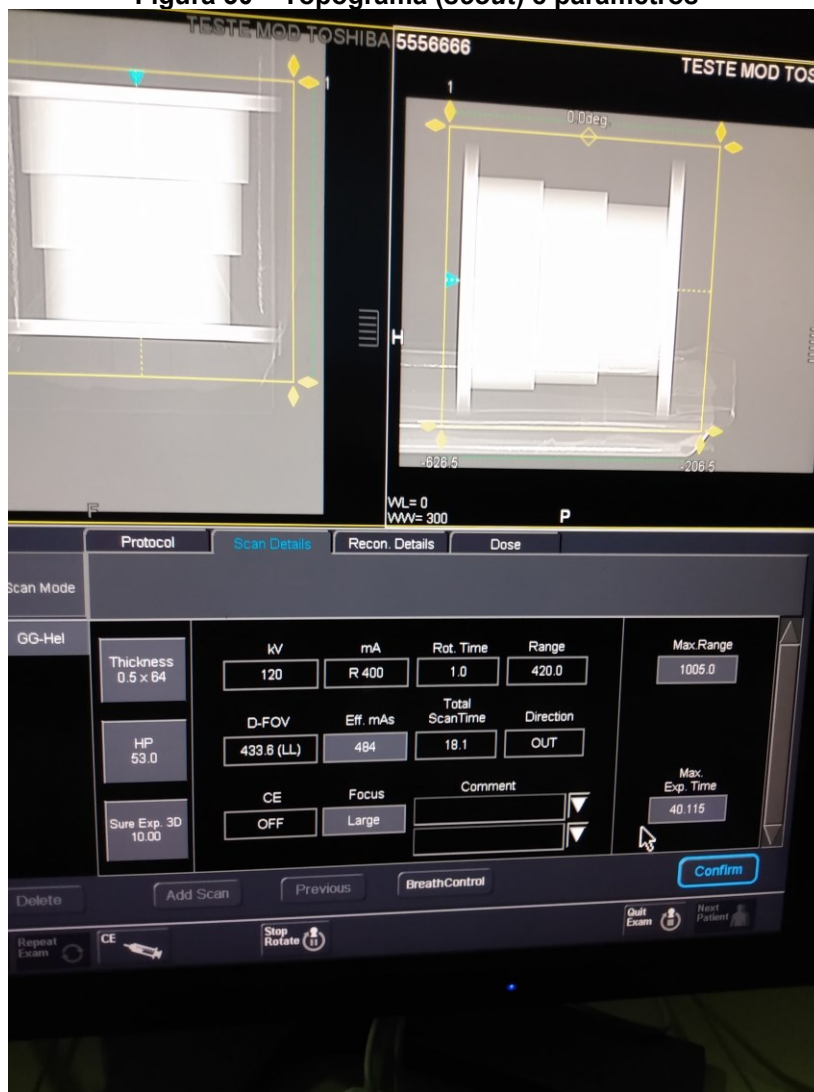 Figura 30 – Topograma (scout) e parâmetros
TESTE MOD TOSHIBA
1
F
5556666
TESTE MOD TOS
1
0.0deg
H
-626.5
-206.5
WL= 0
WW= 300
P
Protocol
Scan Details
Recon. Details
Dose
Scan Mode
GG-Hel
Thickness
0.5 x 64
HP
53.0
Sure Exp. 3D
10.00
kV
mA
Rot. Time
Range
120
R 400
1.0
420.0
D-FOV
Eff. mAs
Total
ScanTime
Direction
433.6 (LL)
484
18.1
OUT
CE
Focus
Comment
OFF
Large
Max.Range
1005.0
Max.
Exp. Time
40.115
Confirm
Delete
Add Scan
Previous
BreathControl
Repeat
Exam
CE
Stop
Rotate
Quit
Exam
Next
Patient